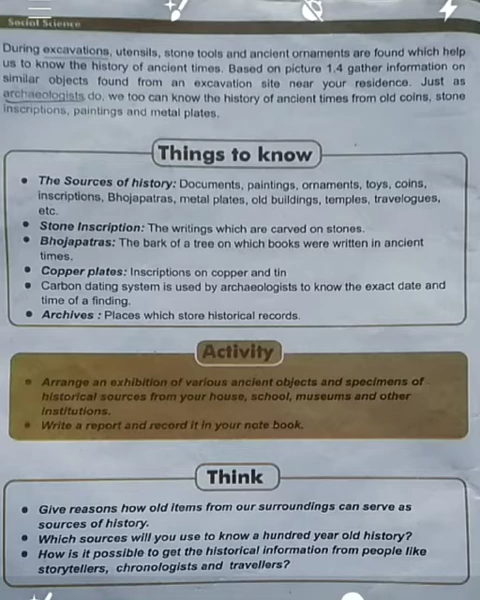 Social Science
During excavations, utensils, stone tools and ancient ornaments are found which help
us to know the history of ancient times. Based on picture 1.4 gather information on
similar objects found from an excavation site near your residence. Just as
archaeologists do, we too can know the history of ancient times from old coins, stone
inscriptions, paintings and metal plates.
Things to know
• The Sources of history: Documents, paintings, ornaments, toys, coins,
inscriptions, Bhojapatras, metal plates, old buildings, temples, travelogues,
etc.
• Stone Inscription: The writings which are carved on stones.
• Bhojapatras: The bark of a tree on which books were written in ancient
times.
• Copper plates: Inscriptions on copper and tin
• Carbon dating system is used by archaeologists to know the exact date and
time of a finding.
• Archives : Places which store historical records.
Activity
• Arrange an exhibition of various ancient objects and specimens of
historical sources from your house, school, museums and other
institutions.
• Write a report and record it in your note book.
Think
• Give reasons how old items from our surroundings can serve as
sources of history.
• Which sources will you use to know a hundred year old history?
• How is it possible to get the historical information from people like
storytellers, chronologists and travellers?